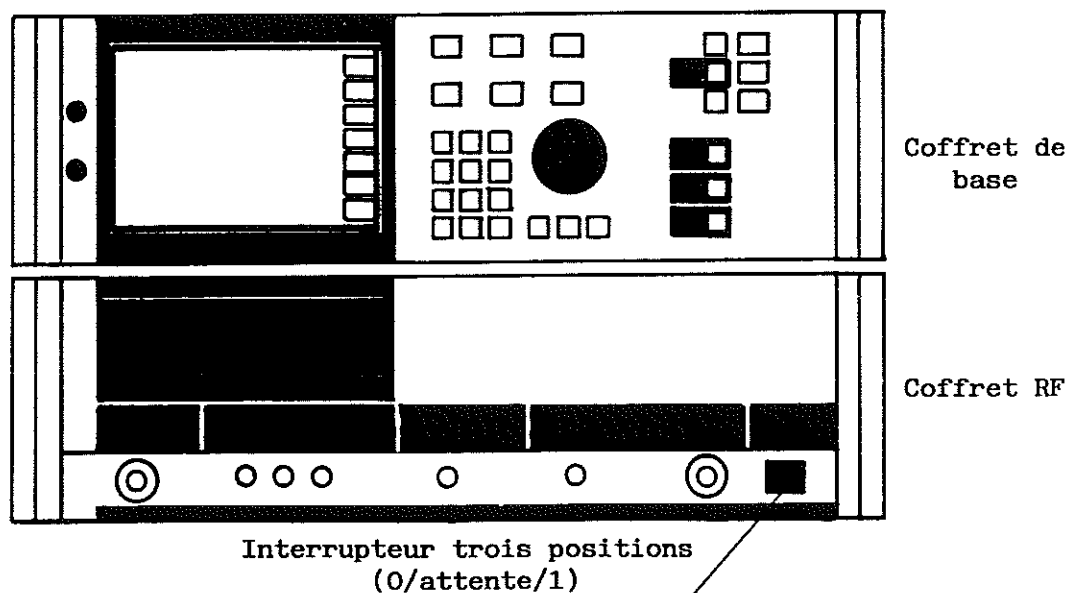 Coffret de
base
Coffret RF
Interrupteur trois positions
(0/attente/1)